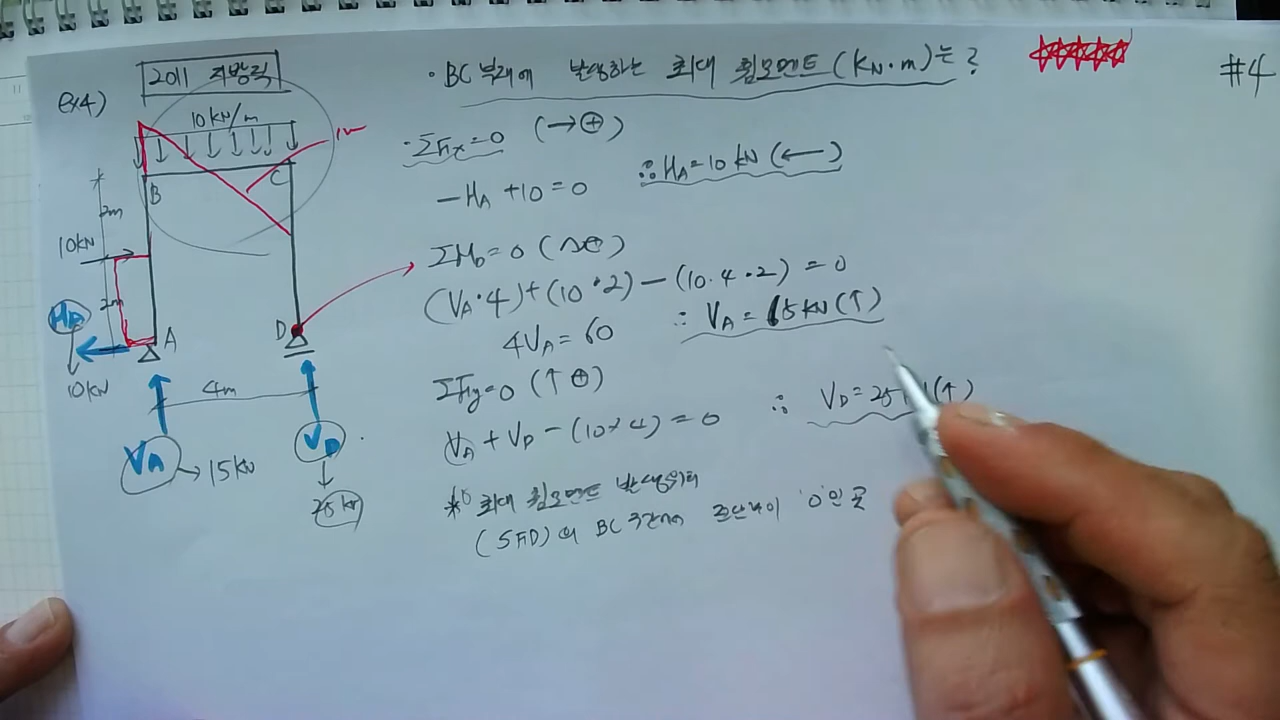 2011 지방직
· BC 부재에 발생하는 최대 휨모멘트 (kN·m)는?
#4
ex4)
10kN/m
B
C
2m
10kN
2m
HA
A
D
10kN
4m
VA
→15kN
VD
25kN
· ΣFx=0 (→⊕)
-HA +10 = 0
∴ HA=10kN(←)
ΣMD=0 (↷⊕)
(VA·4)+(10·2)-(10·4·2) = 0
4VA = 60
∴ VA = 15kN(↑)
ΣFy=0 (↑⊕)
VA + VD - (10×4) = 0
∴ VD=25
(↑)
최대 휨모멘트 발생위치
(SFD)의 BC구간에서 전단력이 '0'인 곳